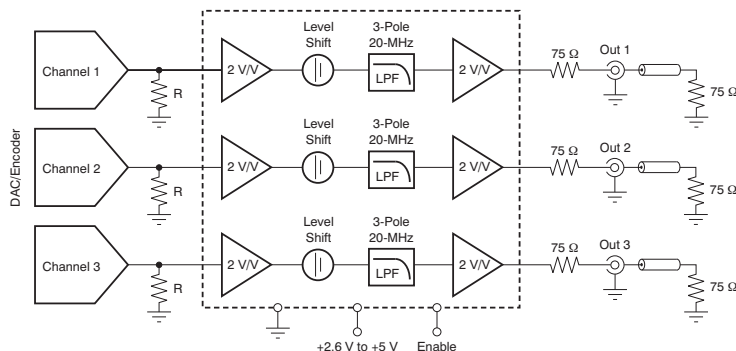 DAC/Encoder
Level
Shift
3-Pole
20-MHz
Out 1
Channel 1
2 V/V
LPF
2 V/V
75 Ω
75 Ω
R
Level
Shift
3-Pole
20-MHz
Out 2
Channel 2
2 V/V
LPF
2 V/V
75 Ω
75 Ω
R
Level
Shift
3-Pole
20-MHz
Out 3
Channel 3
2 V/V
LPF
2 V/V
75 Ω
75 Ω
R
+2.6 V to +5 V
Enable